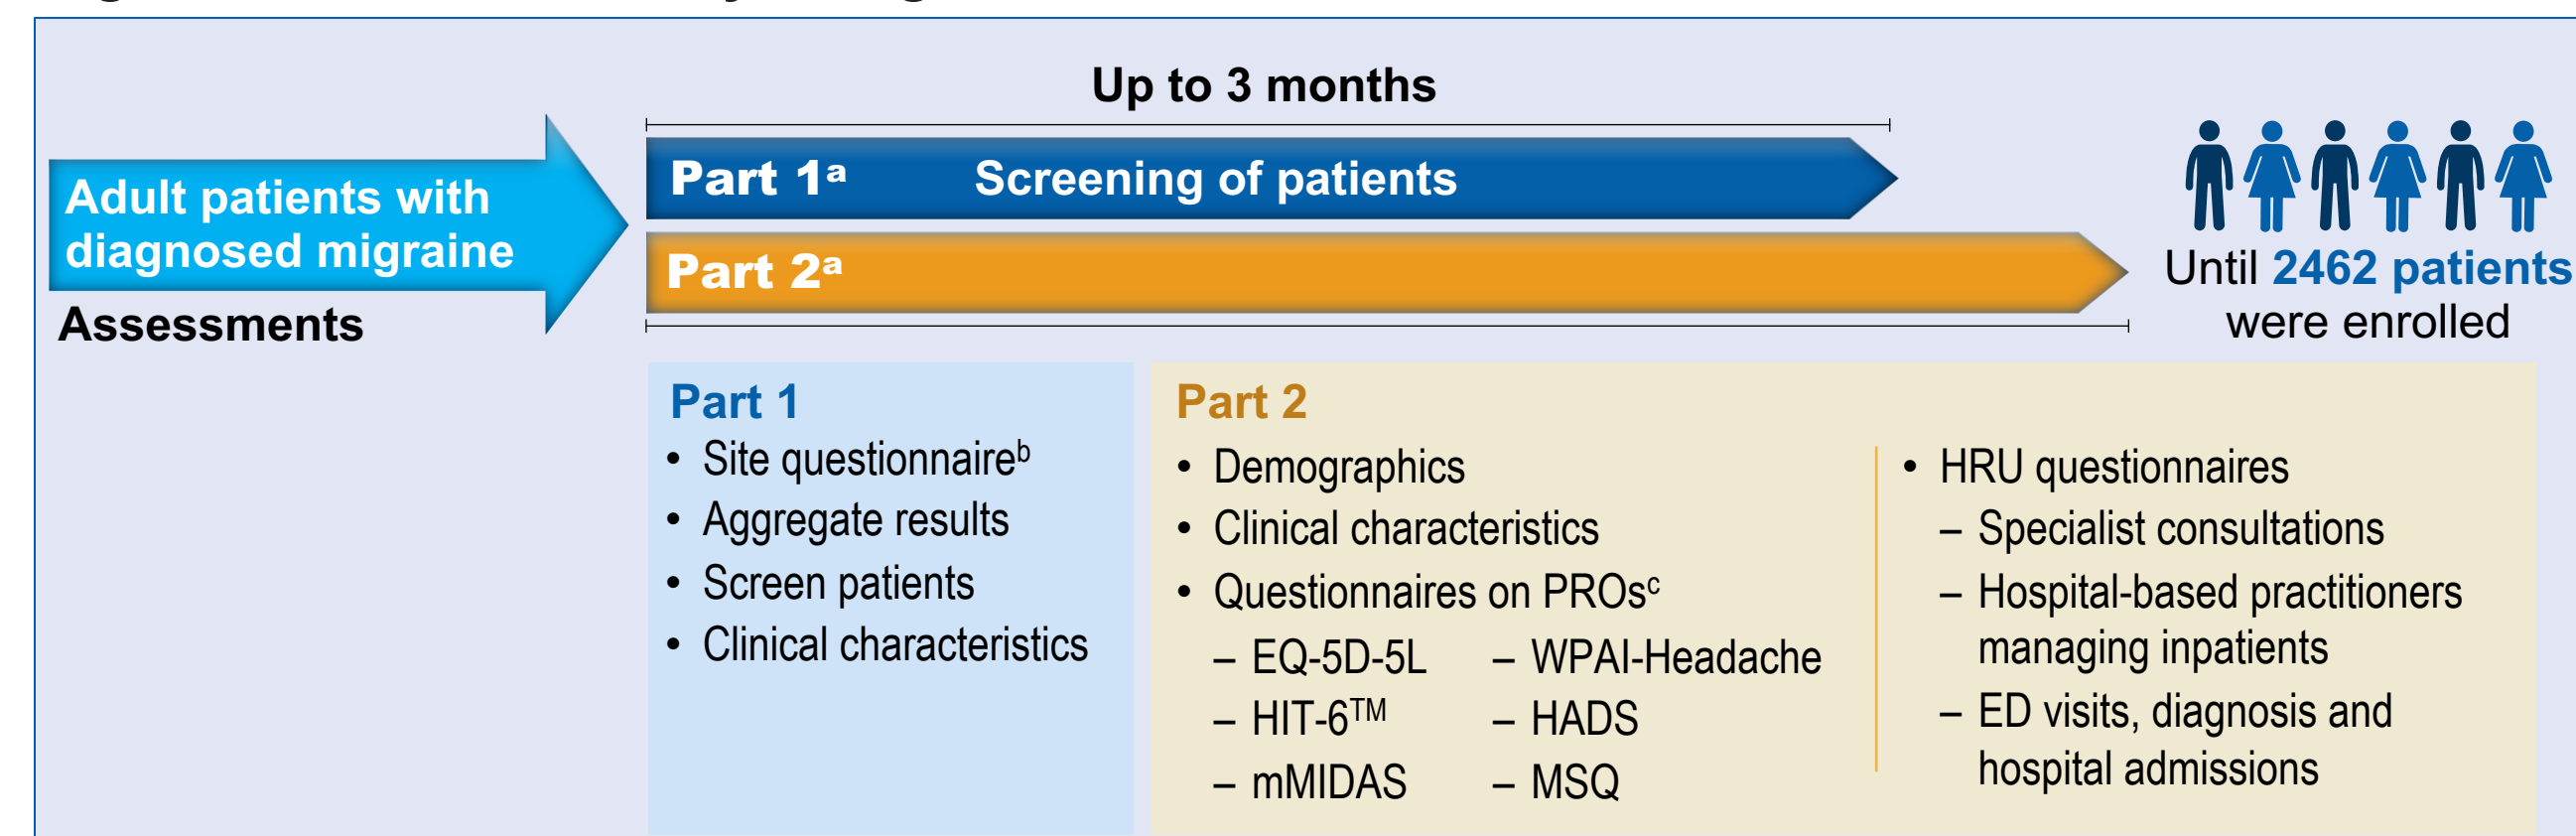 Up to 3 months
Adult patients with
diagnosed migraine
Assessments
Part 1ᵃ Screening of patients
Part 2ᵃ
Until 2462 patients
were enrolled
Part 1
• Site questionnaireᵇ
• Aggregate results
• Screen patients
• Clinical characteristics
Part 2
• Demographics
• Clinical characteristics
• Questionnaires on PROsᶜ
– EQ-5D-5L – WPAI-Headache
– HIT-6™ – HADS
– mMIDAS – MSQ
• HRU questionnaires
– Specialist consultations
– Hospital-based practitioners
managing inpatients
– ED visits, diagnosis and
hospital admissions